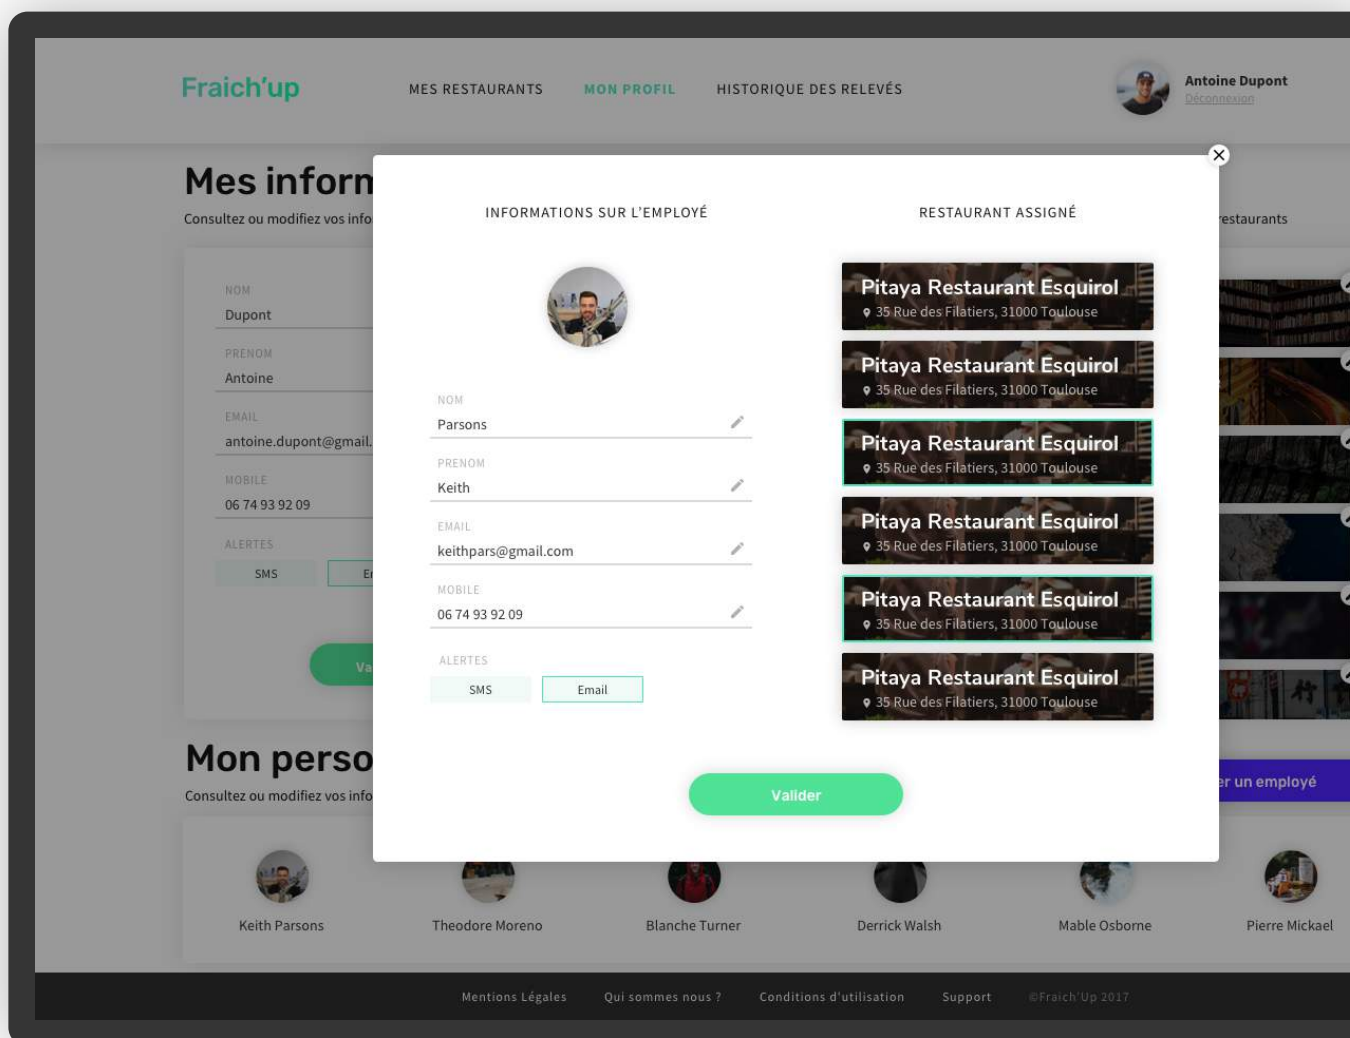 Fraich'up
MES RESTAURANTS
MON PROFIL
HISTORIQUE DES RELEVÉS
Antoine Dupont
Déconnexion
Mes inform
Consultez ou modifiez vos info
restaurants
NOM
Dupont
PRENOM
Antoine
EMAIL
antoine.dupont@gmail.
MOBILE
06 74 93 92 09
ALERTES
SMS
Va
INFORMATIONS SUR L'EMPLOYÉ
NOM
Parsons
PRENOM
Keith
EMAIL
keithpars@gmail.com
MOBILE
06 74 93 92 09
ALERTES
SMS
Email
RESTAURANT ASSIGNÉ
Pitaya Restaurant Esquirol
35 Rue des Filatiers, 31000 Toulouse
Pitaya Restaurant Esquirol
35 Rue des Filatiers, 31000 Toulouse
Pitaya Restaurant Esquirol
35 Rue des Filatiers, 31000 Toulouse
Pitaya Restaurant Esquirol
35 Rue des Filatiers, 31000 Toulouse
Pitaya Restaurant Esquirol
35 Rue des Filatiers, 31000 Toulouse
Pitaya Restaurant Esquirol
35 Rue des Filatiers, 31000 Toulouse
Valider
Mon perso
Consultez ou modifiez vos info
er un employé
Keith Parsons
Theodore Moreno
Blanche Turner
Derrick Walsh
Mable Osborne
Pierre Mickael
Mentions Légales
Qui sommes nous ?
Conditions d'utilisation
Support
©Fraich'Up 2017